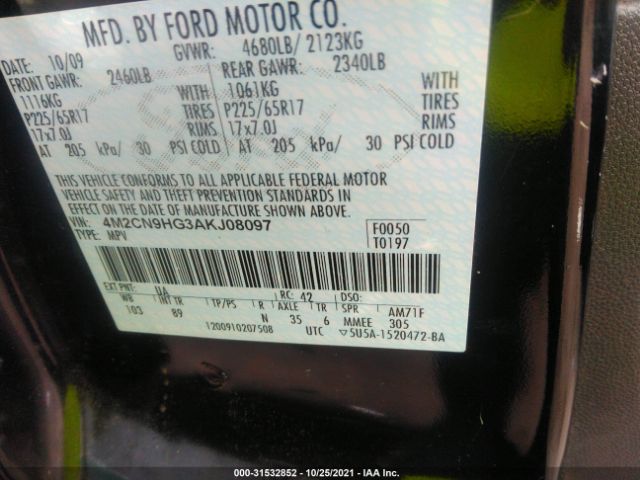 MFD. BY FORD MOTOR CO.
DATE: 10/09 GVWR: 4680LB/ 2123KG
FRONT GAWR: 2460LB REAR GAWR: 2340LB
1116KG WITH 1061KG WITH
P225/65R17 TIRES P225/65R17 TIRES
17x7.0J RIMS 17x7.0J RIMS
AT 205 kPa/ 30 PSI COLD AT 205 kPa/ 30 PSI COLD
THIS VEHICLE CONFORMS TO ALL APPLICABLE FEDERAL MOTOR
VEHICLE SAFETY AND THEFT PREVENTION STANDARDS IN
EFFECT ON THE DATE OF MANUFACTURE SHOWN ABOVE.
VIN: 4M2CN9HG3AKJ08097 F0050
TYPE: MPV T0197
EXT PNT: UA RC: 42 DSO:
WB INT TR TP/PS R AXLE TR SPR AM71F
103 89 N 35 6 MMEE 305
1200910207508 UTC 5U5A-1520472-BA
000-31532852 | 10/25/2021 | IAA Inc.